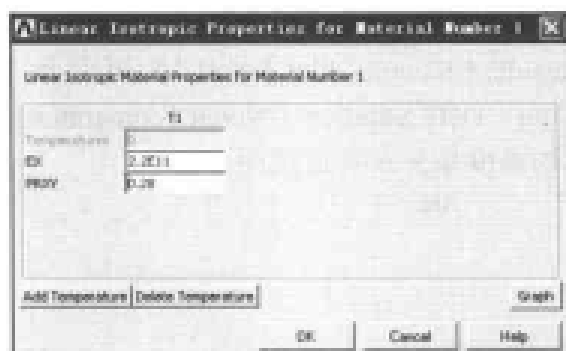 Linear Isotropic Properties for Material Number 1
Linear Isotropic Material Properties for Material Number 1
T1
Temperatures
EX 2.2E11
PRXY 0.28
Add Temperature Delete Temperature Graph
OK Cancel Help